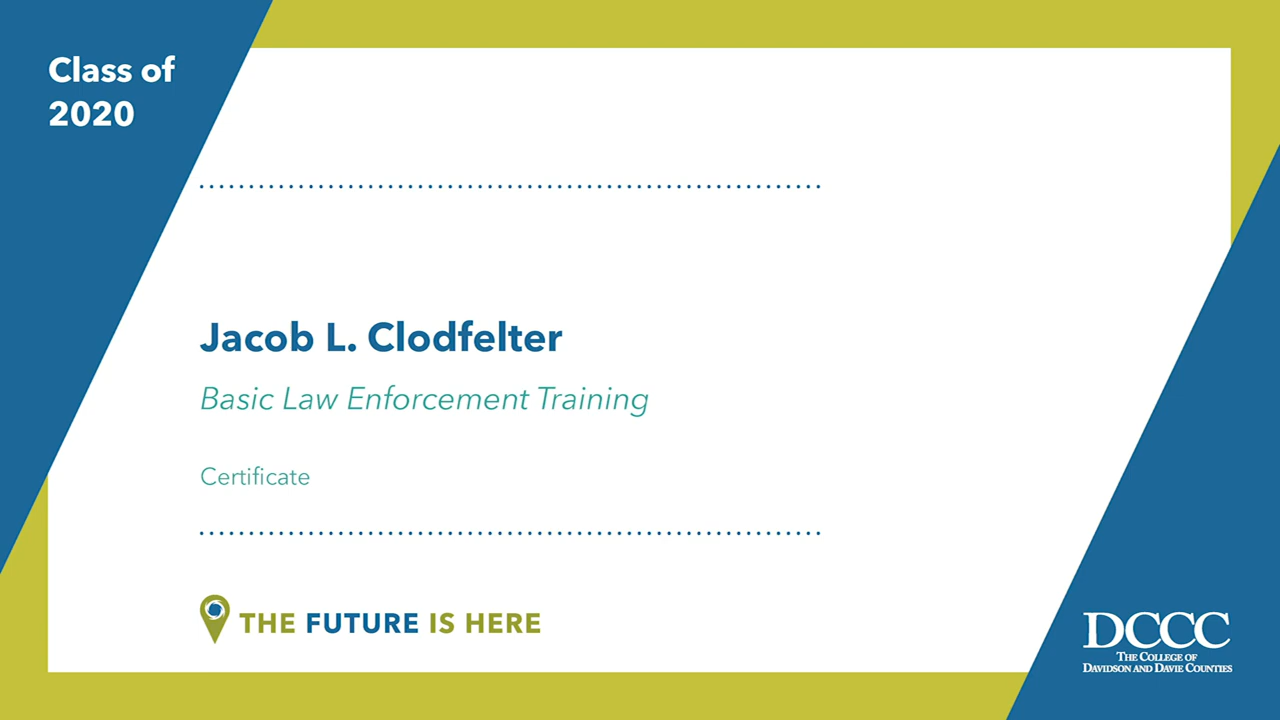 Class of
2020
Jacob L. Clodfelter
Basic Law Enforcement Training
Certificate
THE FUTURE IS HERE
DCCC
THE COLLEGE OF
DAVIDSON AND DAVIE COUNTIES